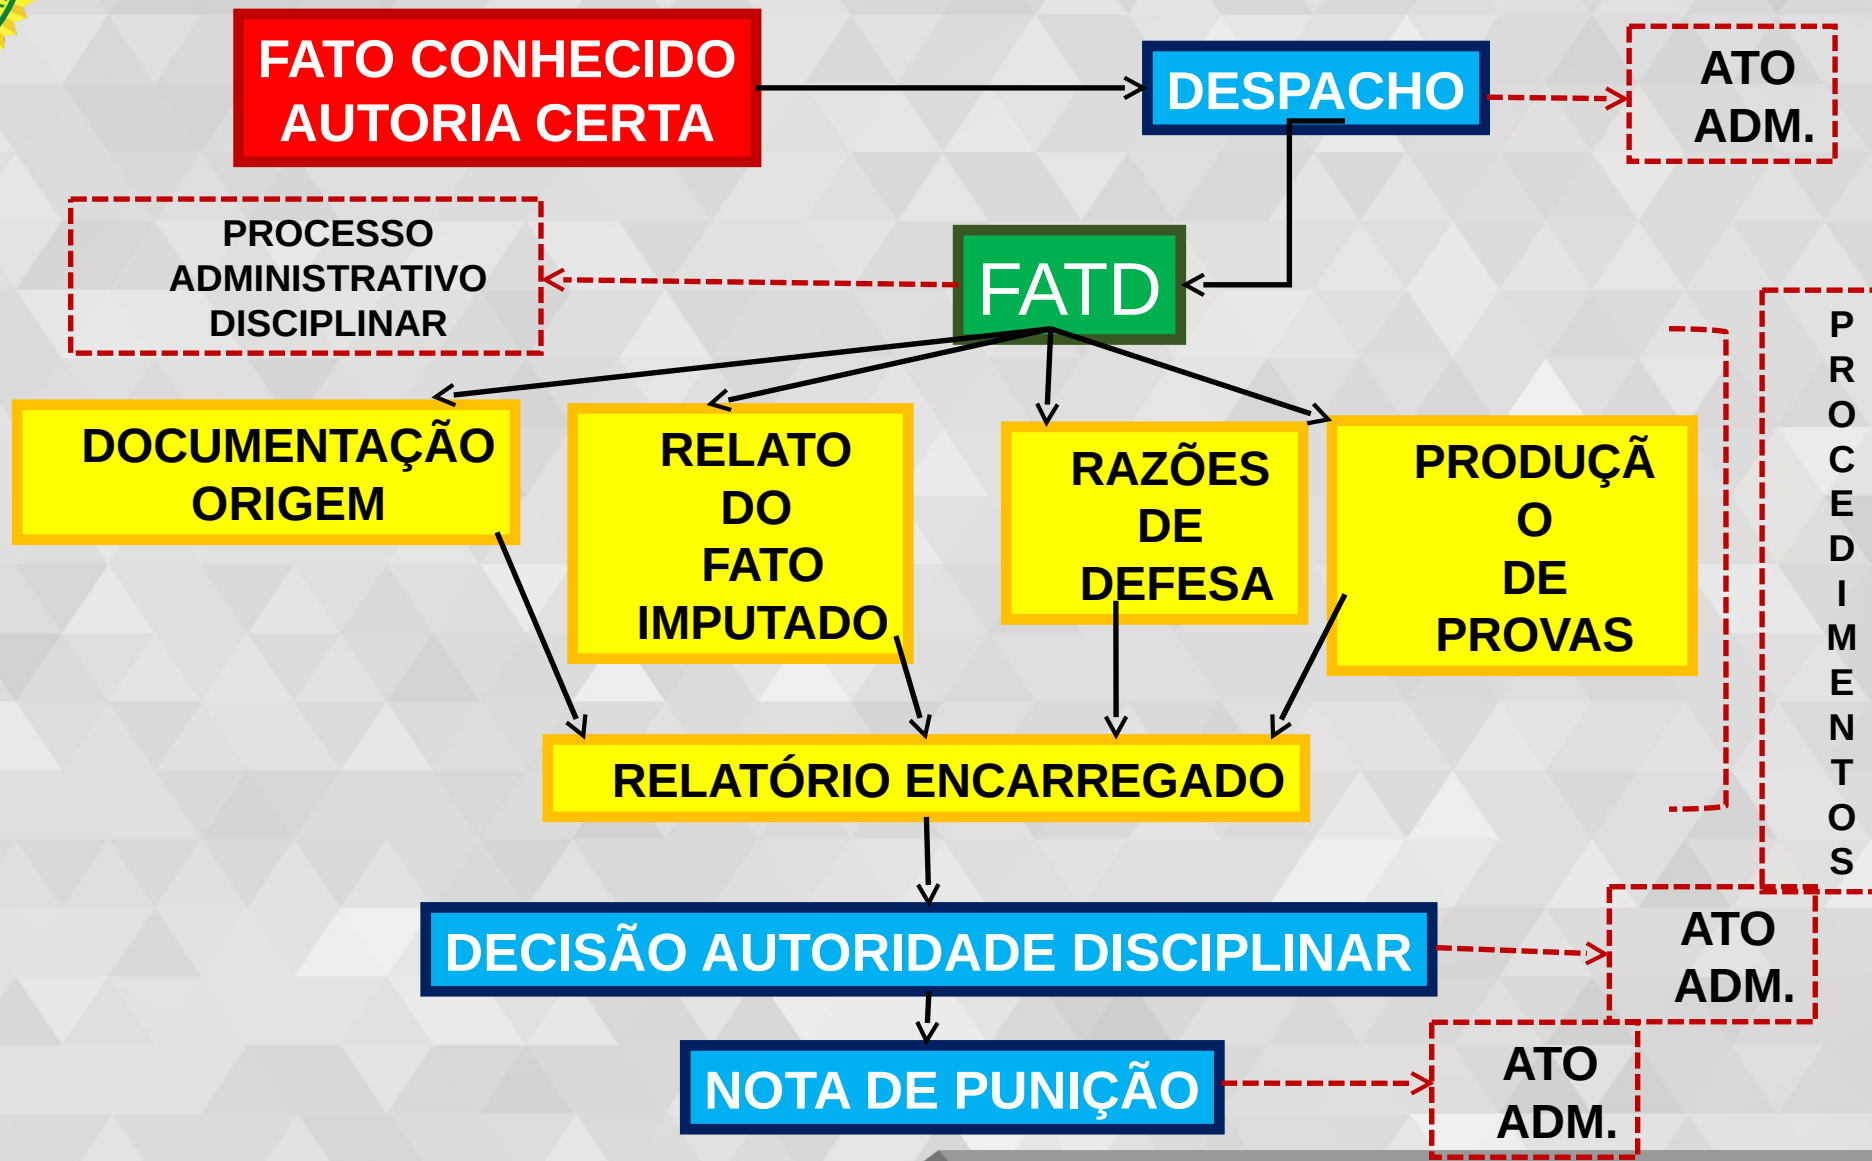 FATO CONHECIDO
AUTORIA CERTA
DESPACHO
ATO
ADM.
PROCESSO
ADMINISTRATIVO
DISCIPLINAR
FATD
DOCUMENTAÇÃO
ORIGEM
RELATO
DO
FATO
IMPUTADO
RAZÕES
DE
DEFESA
PRODUÇÃ
O
DE
PROVAS
P
R
O
C
E
D
I
M
E
N
T
O
S
RELATÓRIO ENCARREGADO
DECISÃO AUTORIDADE DISCIPLINAR
ATO
ADM.
NOTA DE PUNIÇÃO
ATO
ADM.